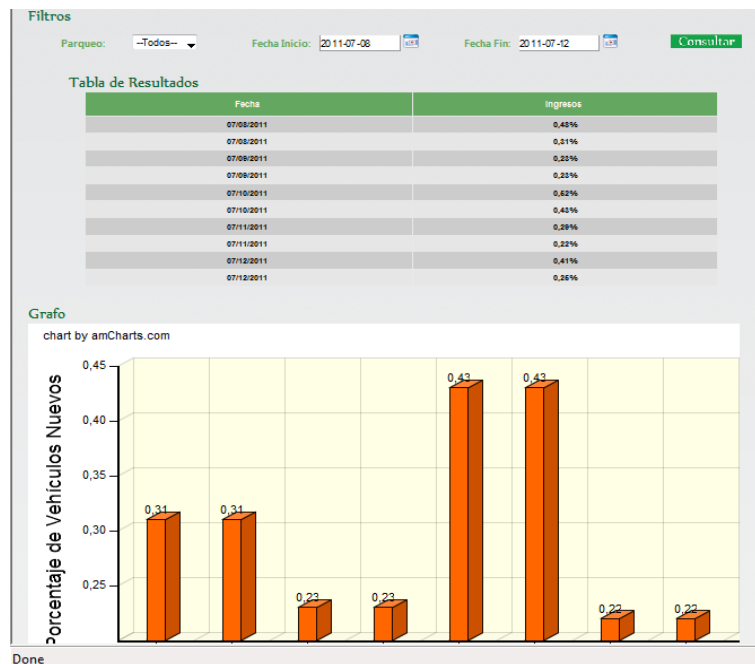 Filtros
Parqueo: --Todos-- Fecha Inicio: 2011-07-08 Fecha Fin: 2011-07-12 Consultar
Tabla de Resultados
Fecha Ingresos
07/08/2011 0,48%
07/08/2011 0,31%
07/09/2011 0,23%
07/09/2011 0,23%
07/10/2011 0,52%
07/10/2011 0,43%
07/11/2011 0,29%
07/11/2011 0,22%
07/12/2011 0,41%
07/12/2011 0,26%
Grafo
chart by amCharts.com
Porcentaje de Vehículos Nuevos
0,45
0,43 0,43
0,40
0,35
0,31 0,31
0,30
0,25
0,23 0,23
0,22 0,22
Done